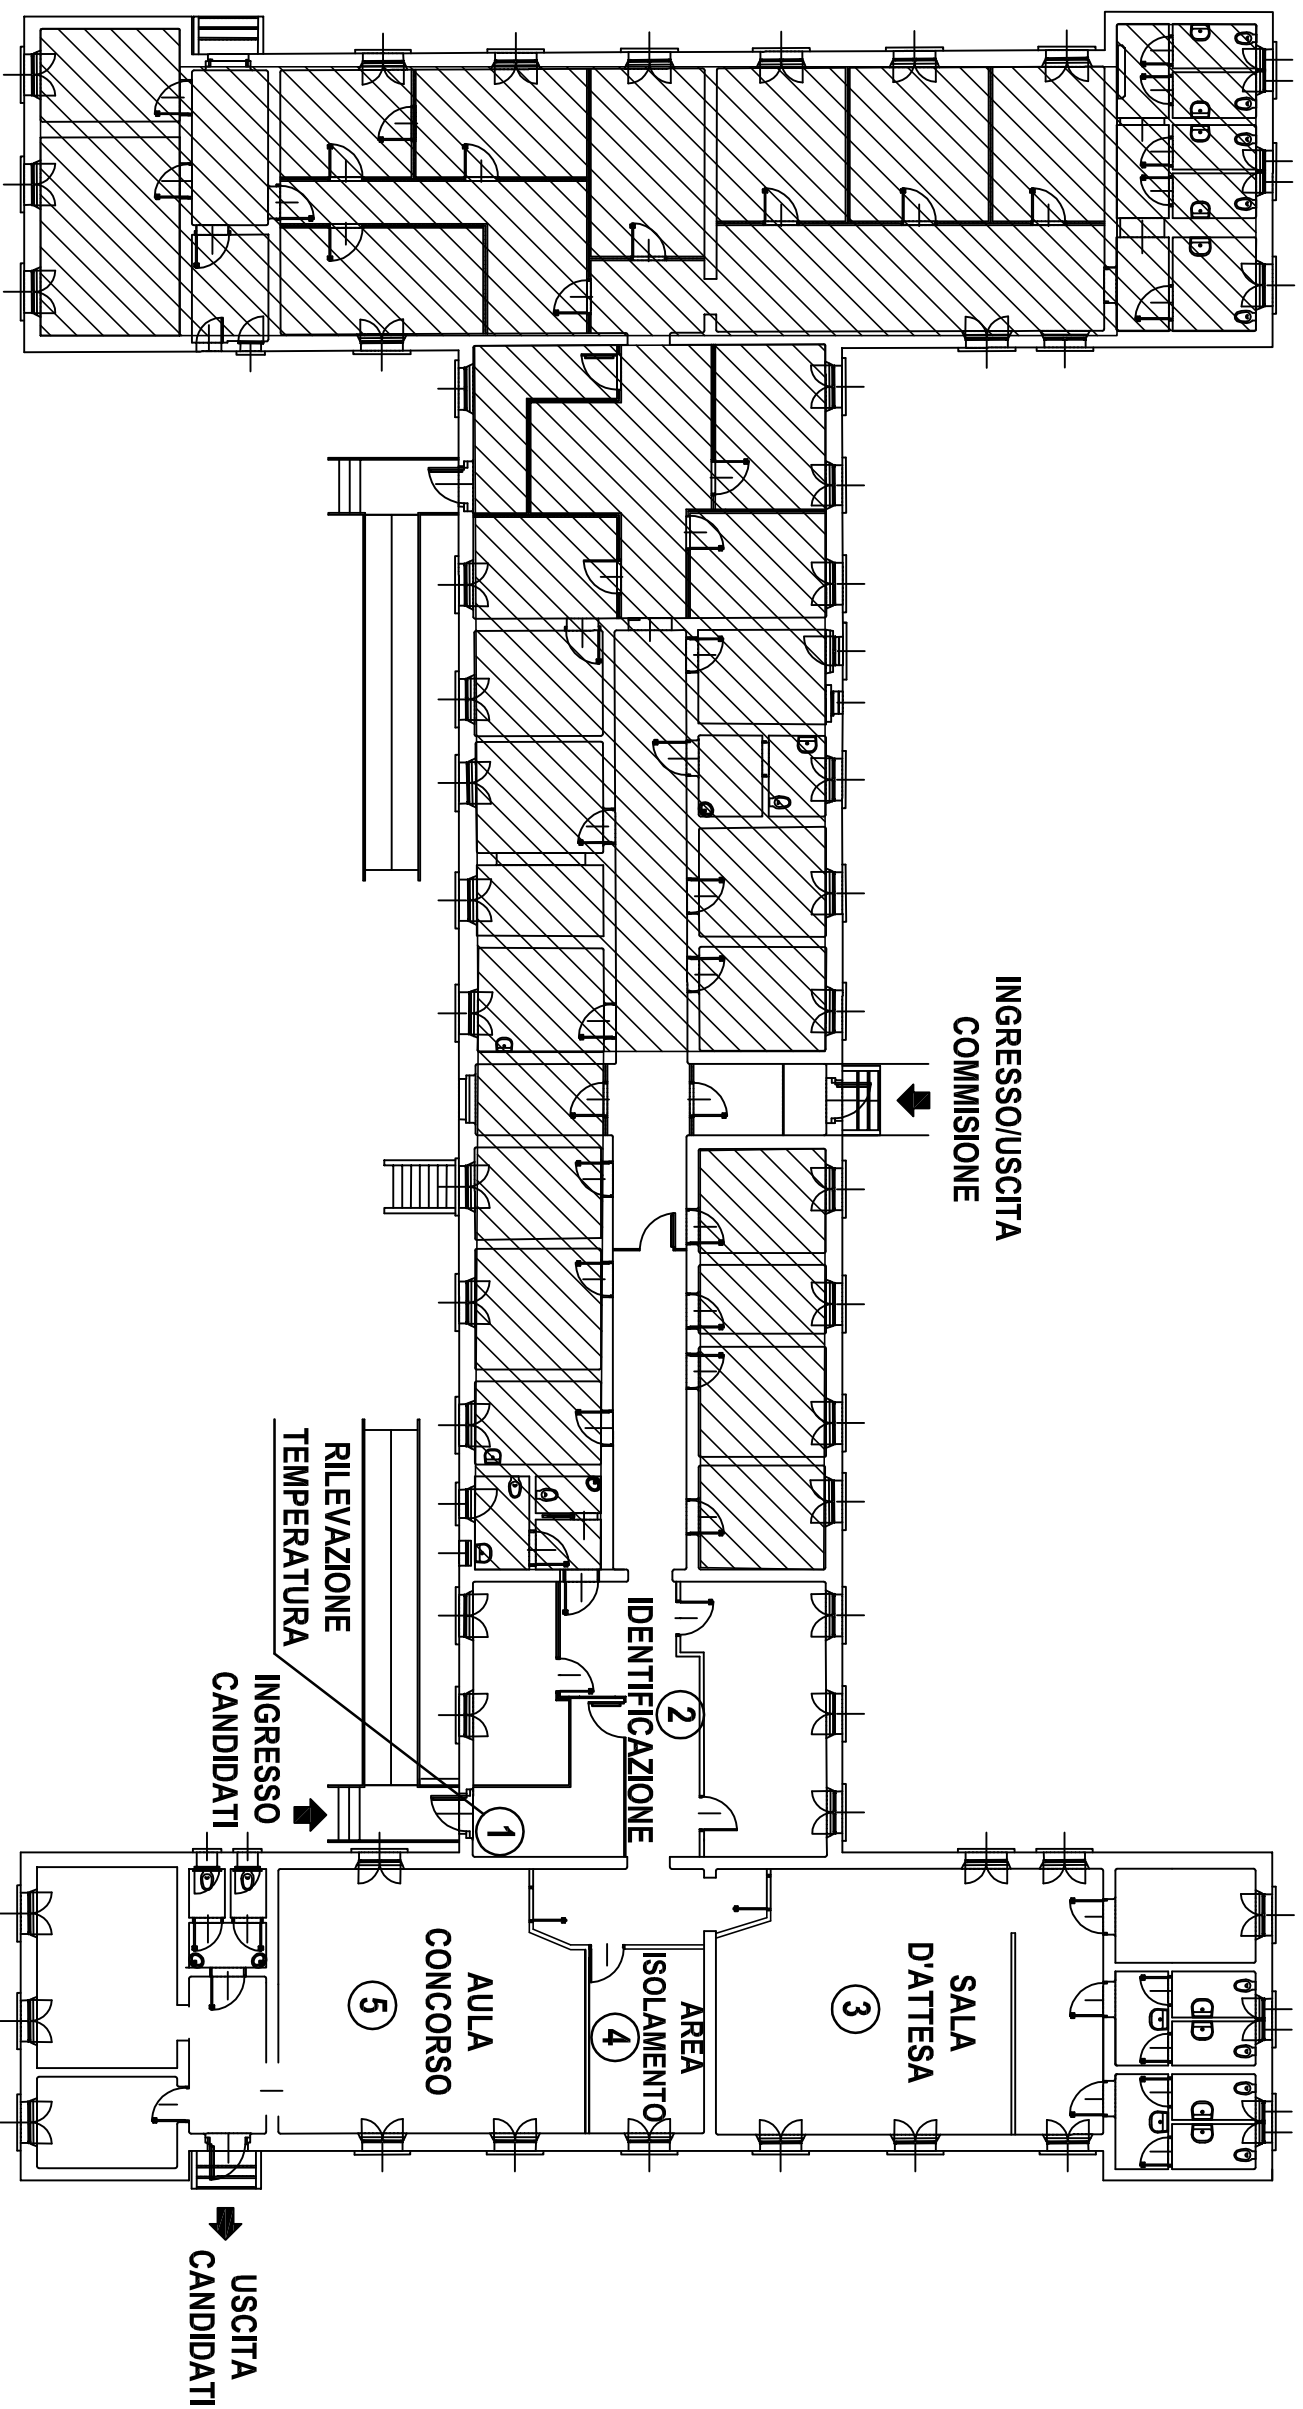 INGRESSO/USCITA
COMMISIONE
RILEVAZIONE
TEMPERATURA
INGRESSO
CANDIDATI
1
IDENTIFICAZIONE
2
SALA
D'ATTESA
3
AREA
ISOLAMENTO
4
AULA
CONCORSO
5
USCITA
CANDIDATI